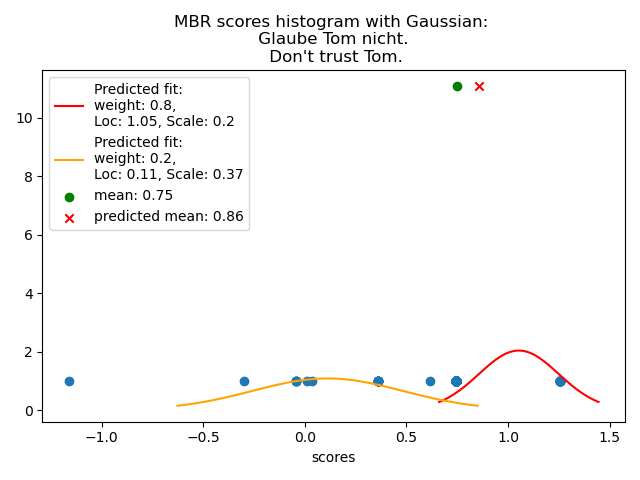 MBR scores histogram with Gaussian:
Glaube Tom nicht.
Don't trust Tom.
Predicted fit:
weight: 0.8,
Loc: 1.05, Scale: 0.2
Predicted fit:
weight: 0.2,
Loc: 0.11, Scale: 0.37
mean: 0.75
predicted mean: 0.86
10
8
6
4
2
0
−1.0 −0.5 0.0 0.5 1.0 1.5
scores